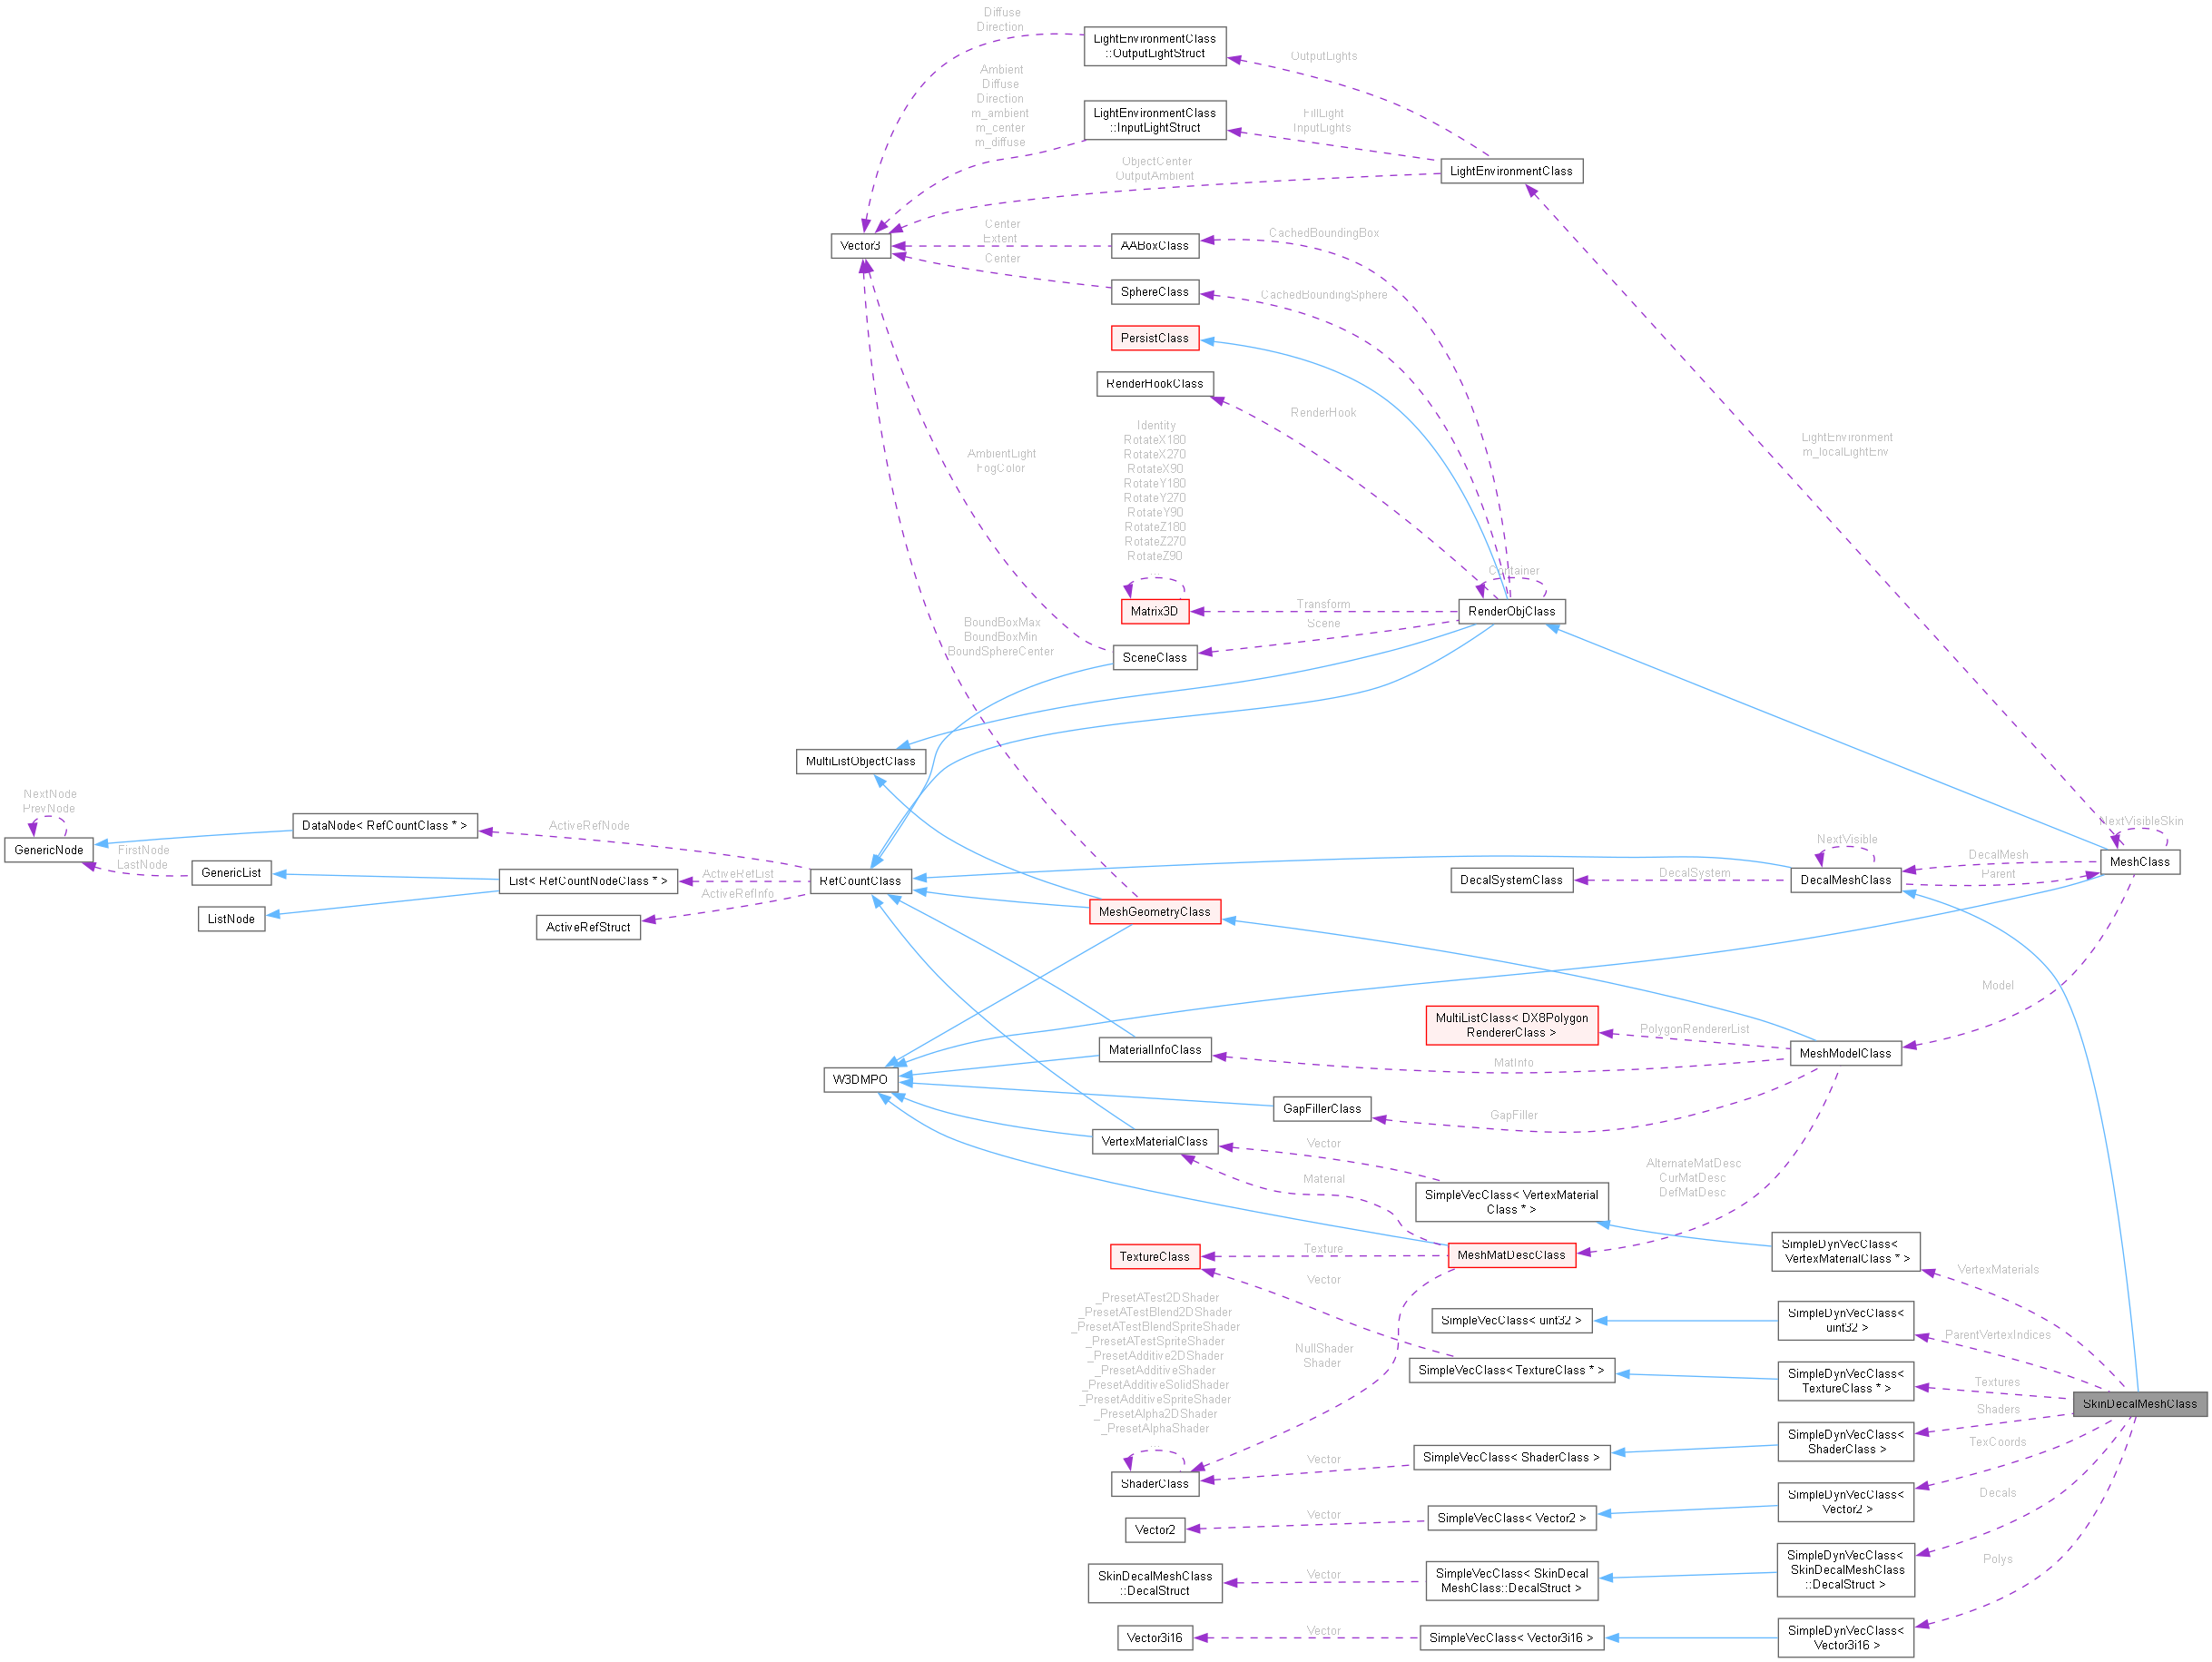 Diffuse
Direction
LightEnvironmentClass
::OutputLightStruct
OutputLights
Ambient
Diffuse
Direction
m_ambient
m_center
m_diffuse
LightEnvironmentClass
::InputLightStruct
FillLight
InputLights
ObjectCenter
OutputAmbient
LightEnvironmentClass
Vector3
Center
Extent
AABoxClass
CachedBoundingBox
Center
SphereClass
CachedBoundingSphere
PersistClass
RenderHookClass
RenderHook
LightEnvironment
m_localLightEnv
AmbientLight
FogColor
Identity
RotateX180
RotateX270
RotateX90
RotateY180
RotateY270
RotateY90
RotateZ180
RotateZ270
RotateZ90
...
Matrix3D
Transform
Container
RenderObjClass
Scene
BoundBoxMax
BoundBoxMin
BoundSphereCenter
SceneClass
MultiListObjectClass
NextNode
PrevNode
GenericNode
FirstNode
LastNode
DataNode< RefCountClass * >
ActiveRefNode
GenericList
List< RefCountNodeClass * >
ActiveRefList
ActiveRefInfo
RefCountClass
ListNode
ActiveRefStruct
MeshGeometryClass
DecalSystemClass
DecalSystem
NextVisible
DecalMeshClass
DecalMesh
Parent
NextVisibleSkin
MeshClass
Model
MultiListClass< DX8Polygon
RendererClass >
PolygonRendererList
MatInfo
MeshModelClass
MaterialInfoClass
W3DMPO
GapFillerClass
GapFiller
VertexMaterialClass
Vector
Material
SimpleVecClass< VertexMaterial
Class * >
AlternateMatDesc
CurMatDesc
DefMatDesc
TextureClass
Texture
MeshMatDescClass
SimpleDynVecClass<
VertexMaterialClass * >
VertexMaterials
Vector
_PresetATest2DShader
_PresetATestBlend2DShader
_PresetATestBlendSpriteShader
_PresetATestSpriteShader
_PresetAdditive2DShader
_PresetAdditiveShader
_PresetAdditiveSolidShader
_PresetAdditiveSpriteShader
_PresetAlpha2DShader
_PresetAlphaShader
...
ShaderClass
NullShader
Shader
SimpleVecClass< uint32 >
SimpleDynVecClass<
uint32 >
ParentVertexIndices
SimpleVecClass< TextureClass * >
SimpleDynVecClass<
TextureClass * >
Textures
SkinDecalMeshClass
Shaders
Vector
SimpleVecClass< ShaderClass >
SimpleDynVecClass<
ShaderClass >
TexCoords
Vector2
Vector
SimpleVecClass< Vector2 >
SimpleDynVecClass<
Vector2 >
Decals
SkinDecalMeshClass
::DecalStruct
Vector
SimpleVecClass< SkinDecal
MeshClass::DecalStruct >
SimpleDynVecClass<
SkinDecalMeshClass
::DecalStruct >
Polys
Vector3i16
Vector
SimpleVecClass< Vector3i16 >
SimpleDynVecClass<
Vector3i16 >